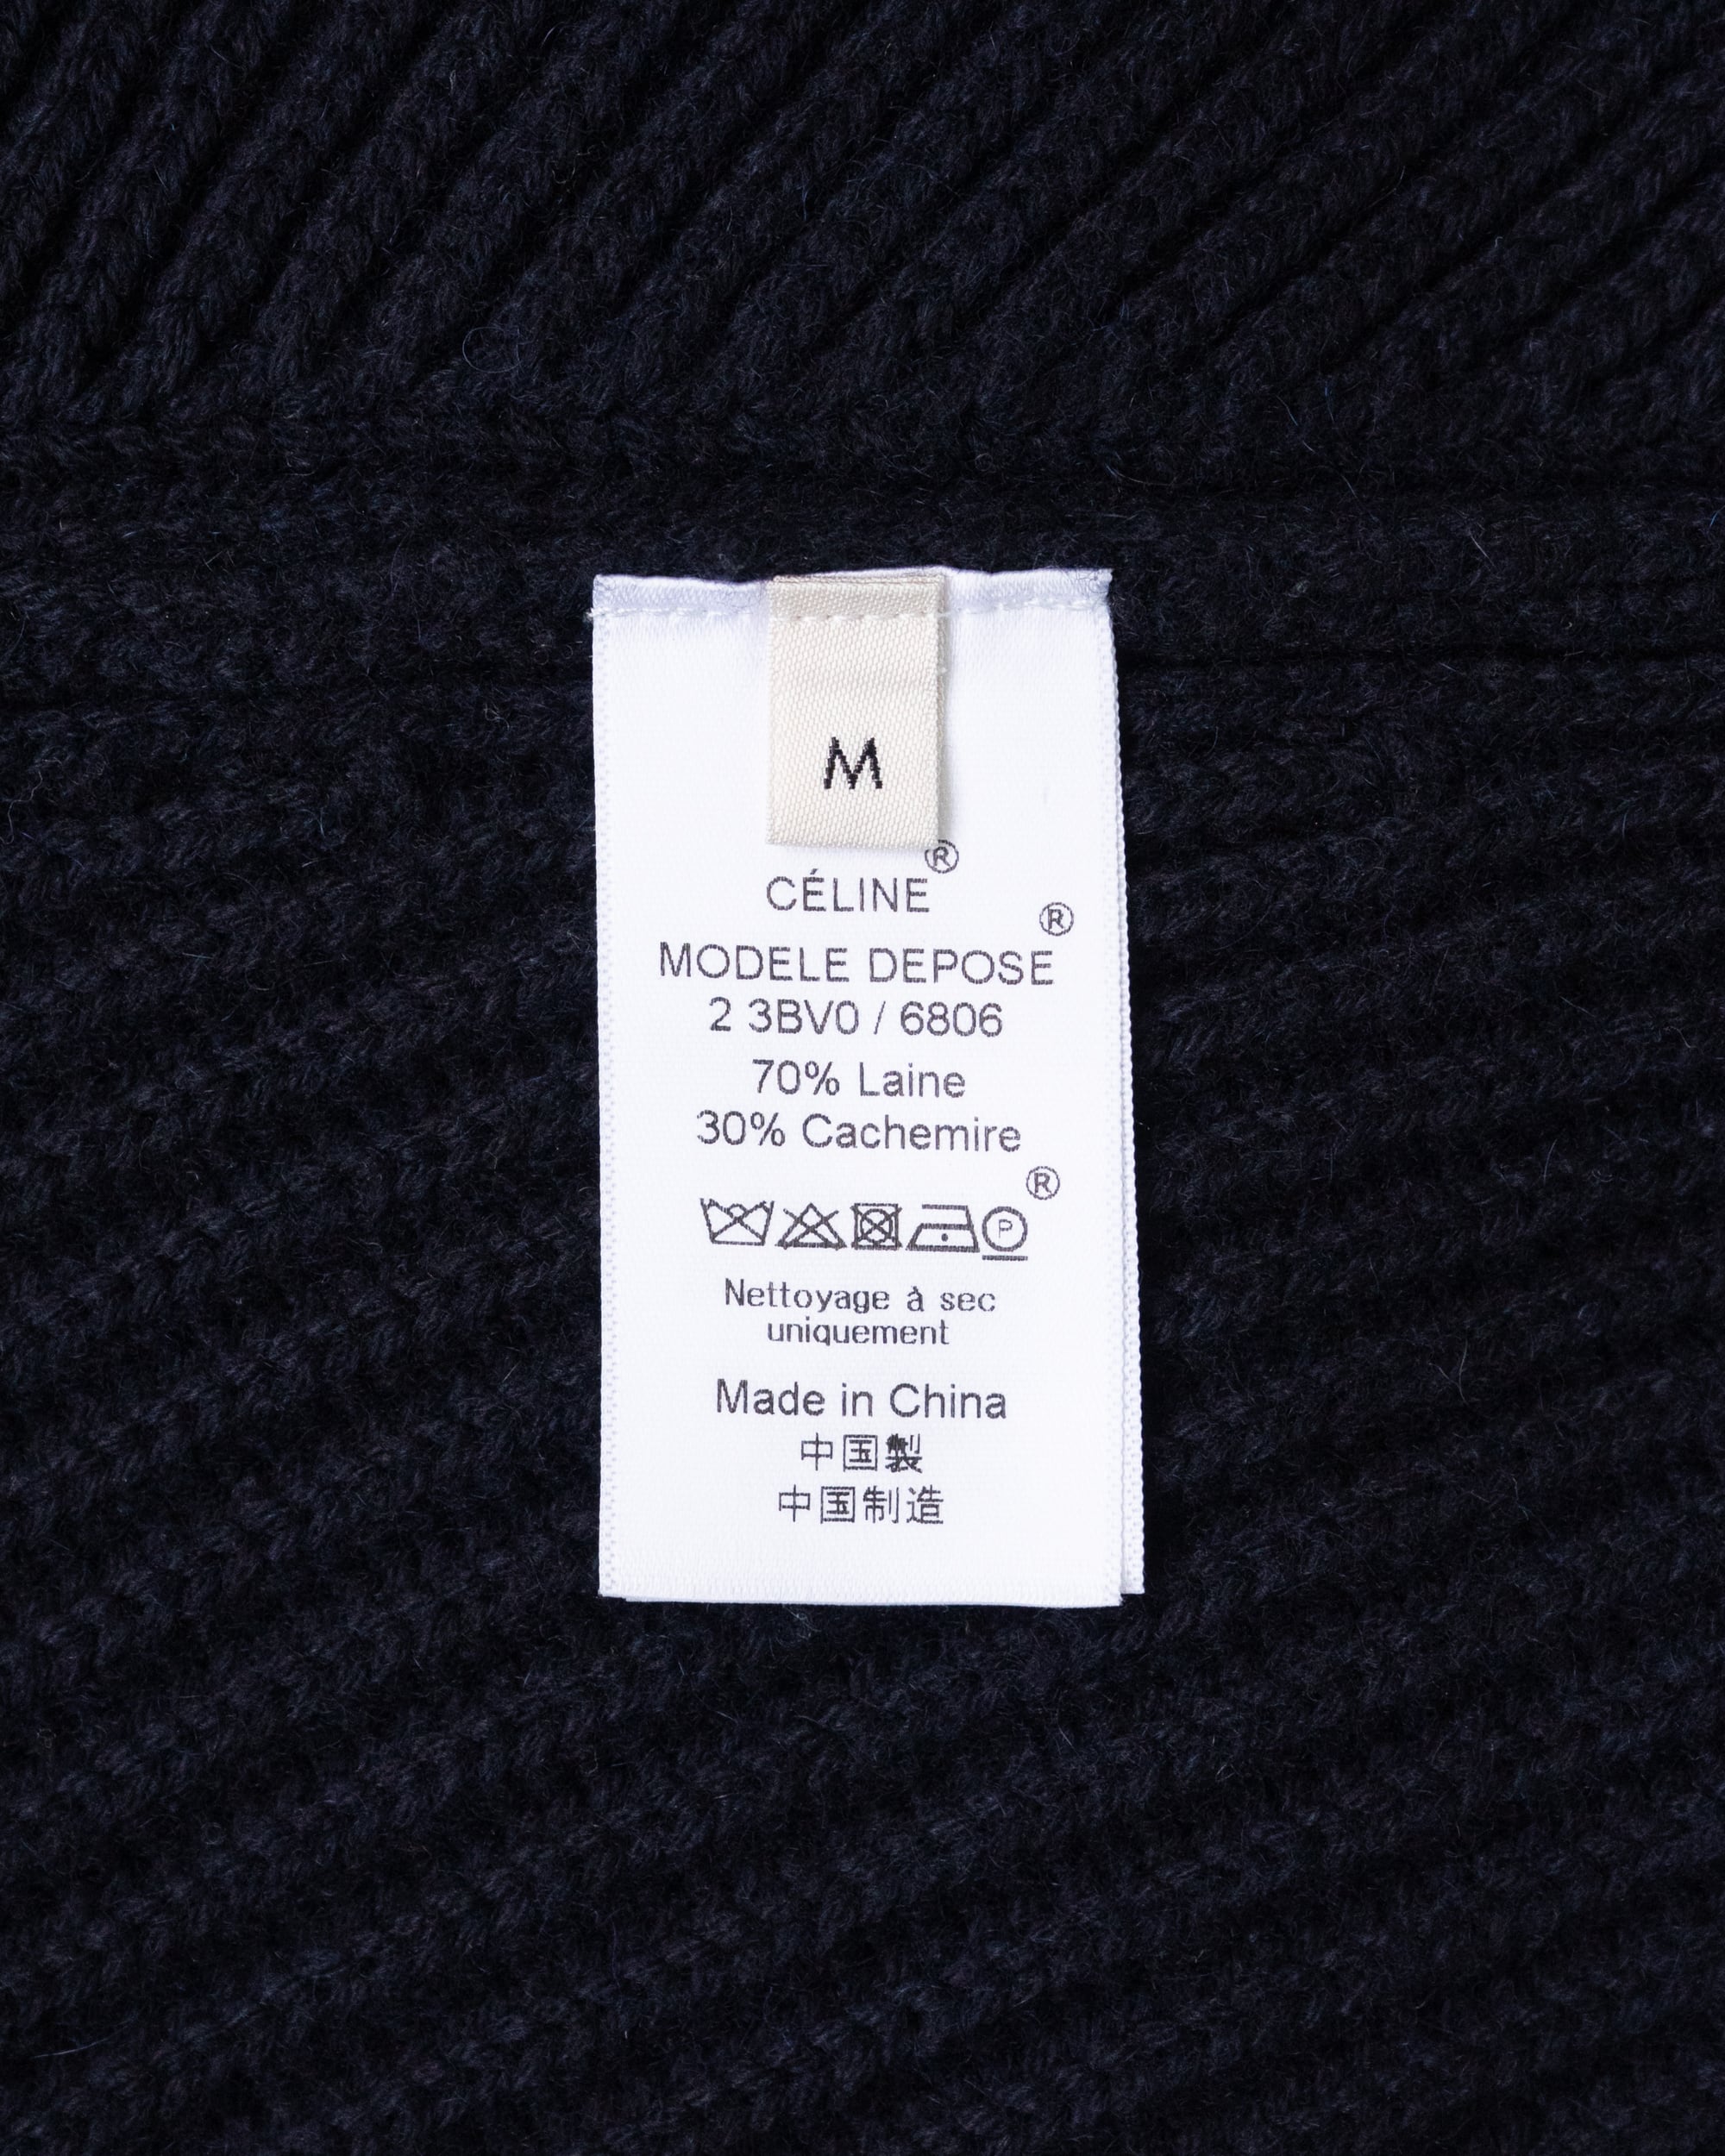 M
CÉLINE®
MODELE DEPOSE®
2 3BV0 / 6806
70% Laine
30% Cachemire
®
P
Nettoyage à sec
uniquement
Made in China
中国製
中国制造